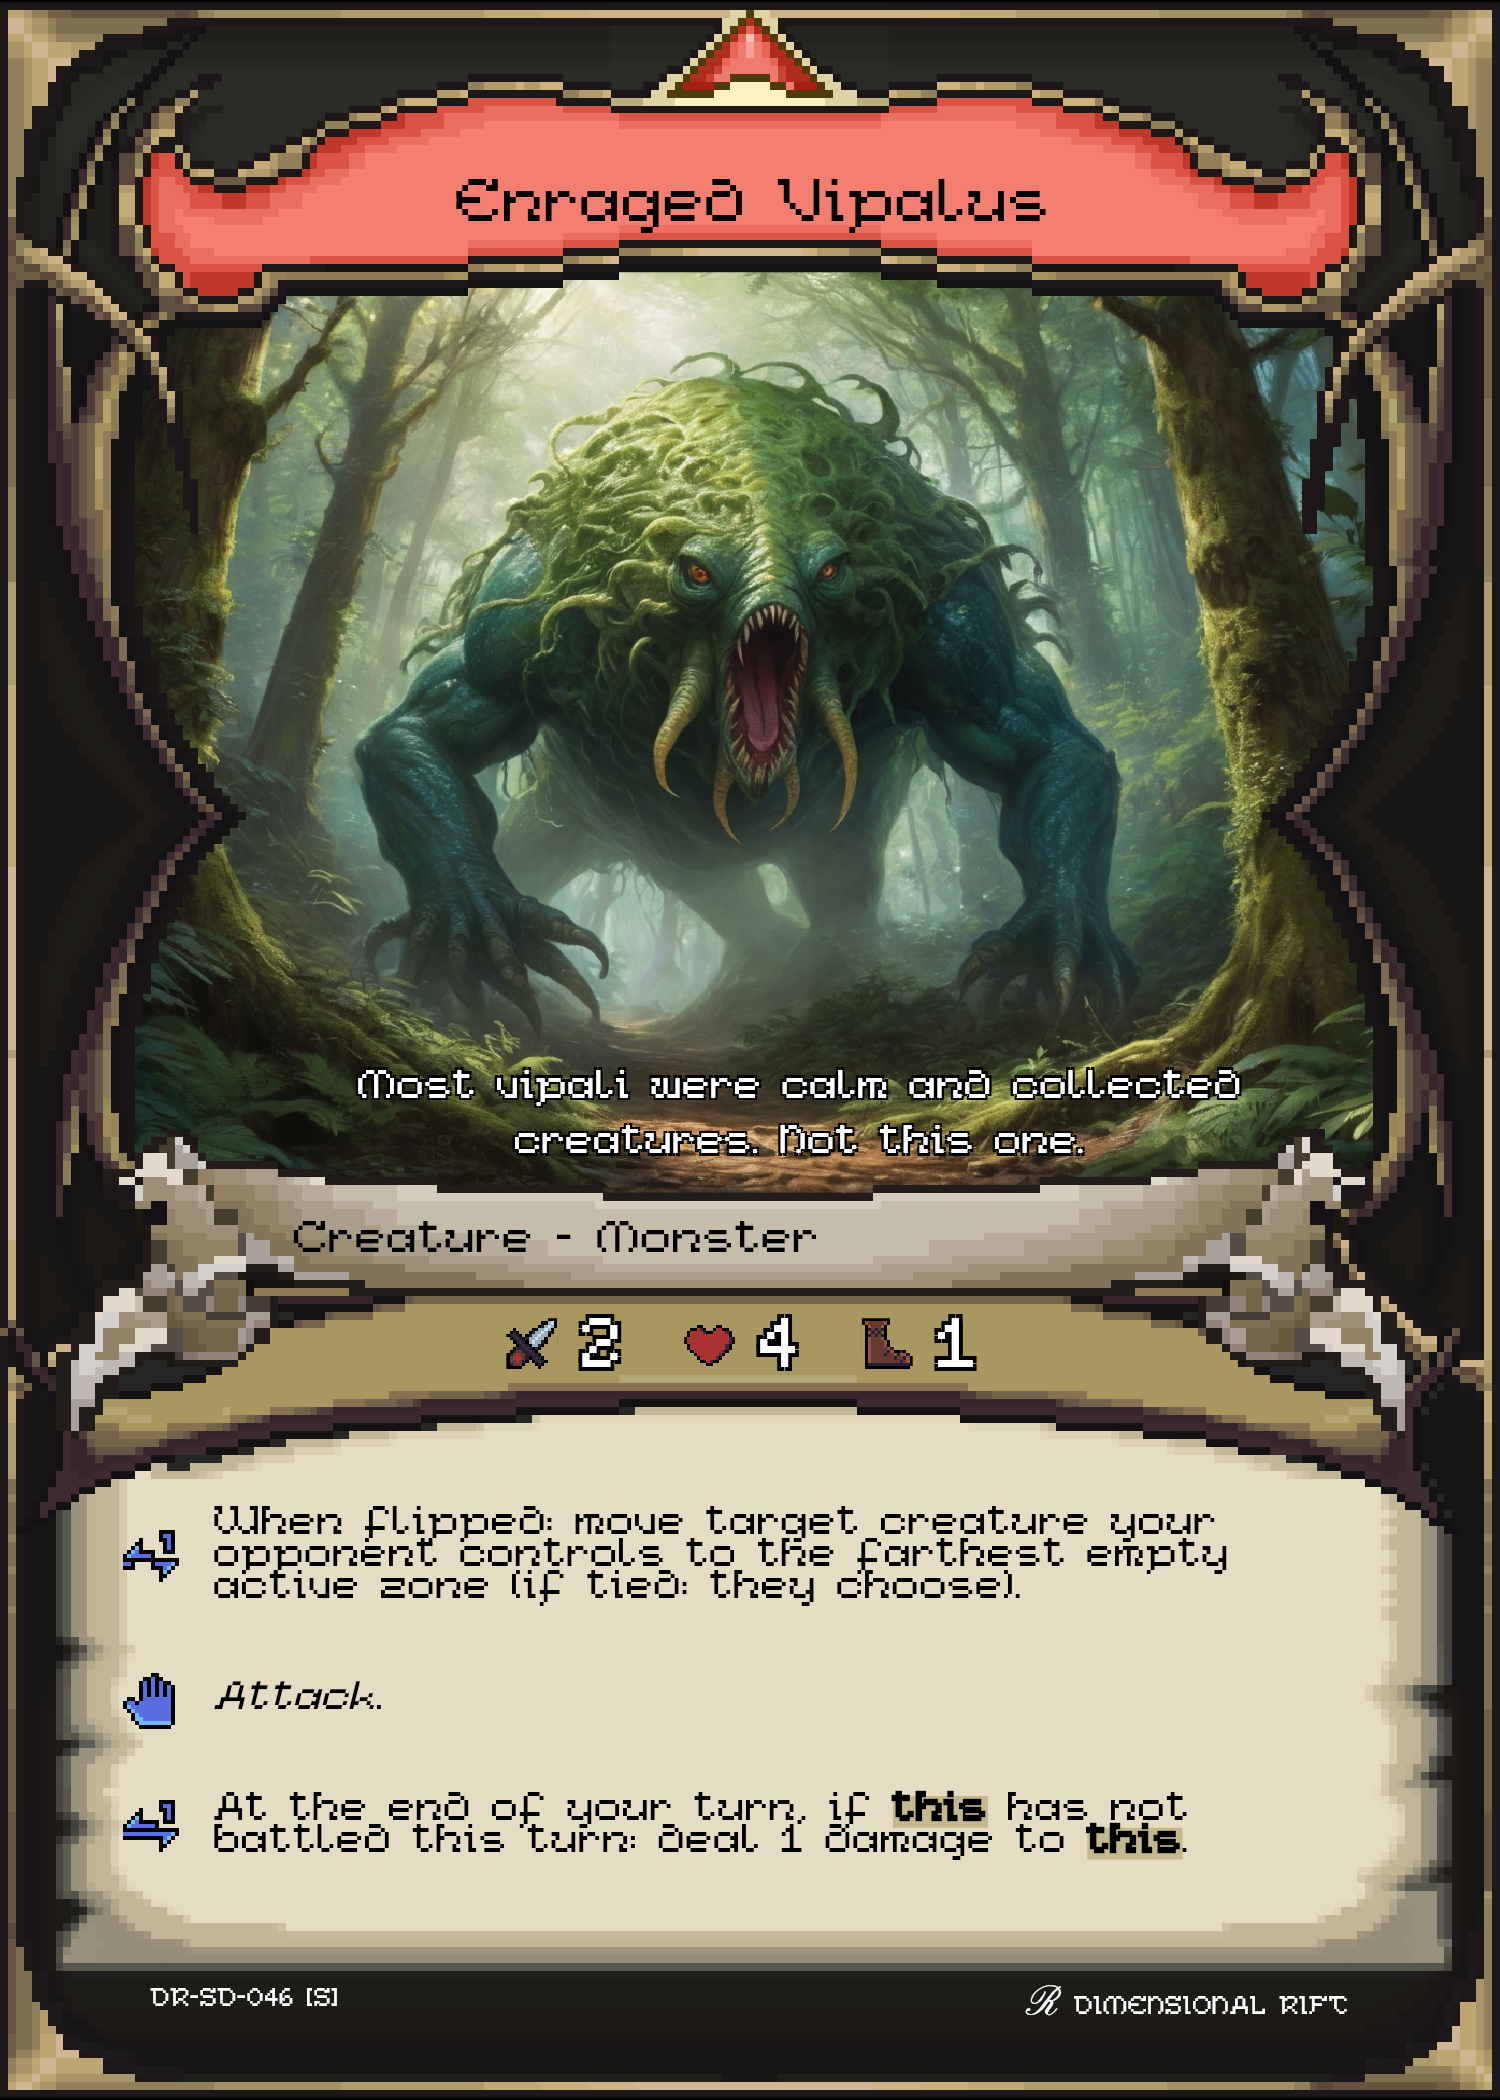 Enraged Vipalus
Most vipali were calm and collected
creatures. Not this one.
Creature - Monster
2 4 1
When flipped: move target creature your
opponent controls to the farthest empty
active zone (if tied: they choose).
Attack.
At the end of your turn, if this has not
battled this turn: deal 1 damage to this.
DR-SD-046 [S]
ℛ DIMENSIONAL RIFT